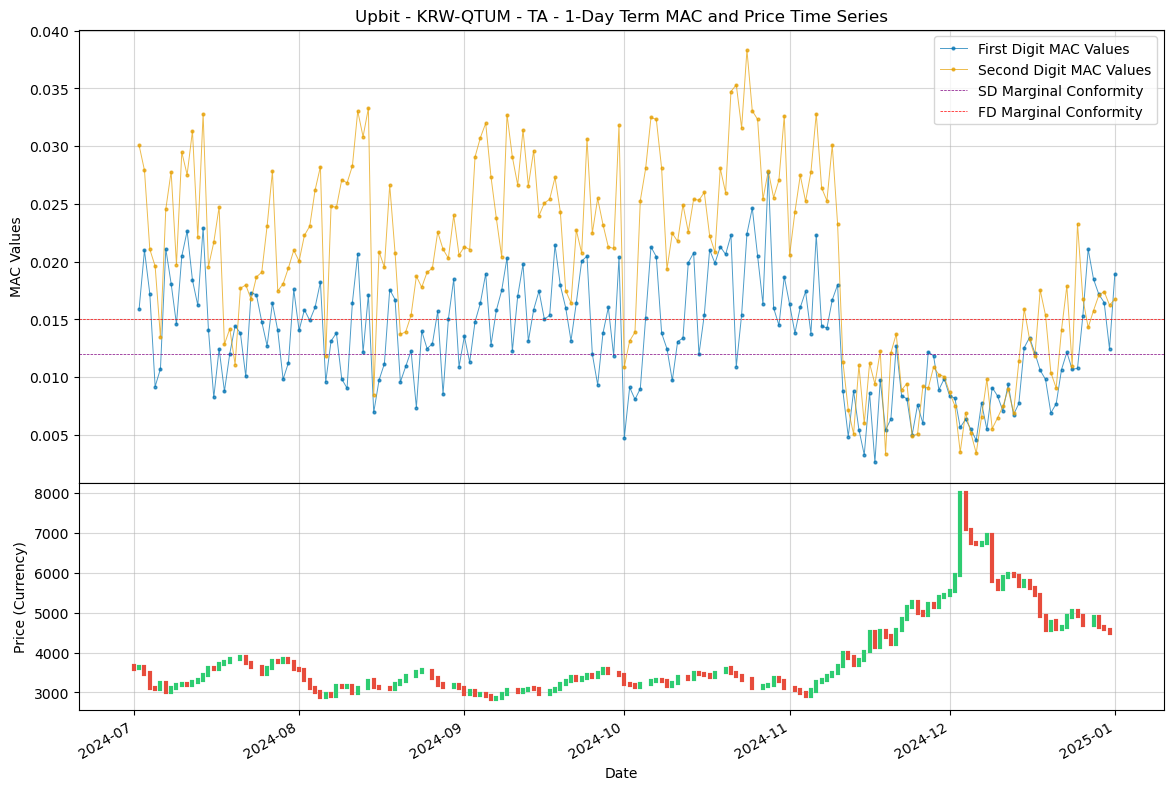 Upbit - KRW-QTUM - TA - 1-Day Term MAC and Price Time Series
First Digit MAC Values
Second Digit MAC Values
SD Marginal Conformity
FD Marginal Conformity
MAC Values
0.040
0.035
0.030
0.025
0.020
0.015
0.010
0.005
Price (Currency)
8000
7000
6000
5000
4000
3000
2024-07
2024-08
2024-09
2024-10
2024-11
2024-12
2025-01
Date